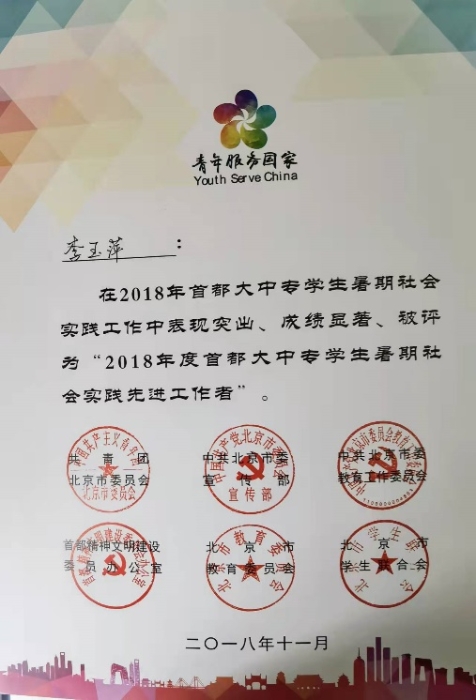 青年服务国家
Youth Serve China
李玉萍：
在2018年首都大中专学生暑期社会
实践工作中表现突出、成绩显著、被评
为“2018年度首都大中专学生暑期社
会实践先进工作者”。
共青团 中共北京市委 中共北京市委
北京市委员会 宣传部 教育工作委员会
首都精神文明建设 北京市 北京市
委员办公室 教育委员会 学生联合会
二〇一八年十一月